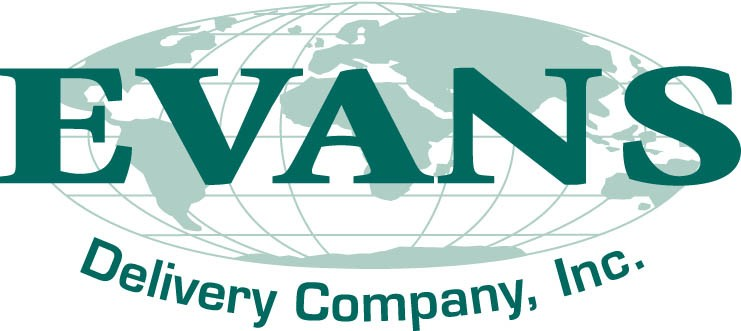 EVANS
Delivery Company, Inc.